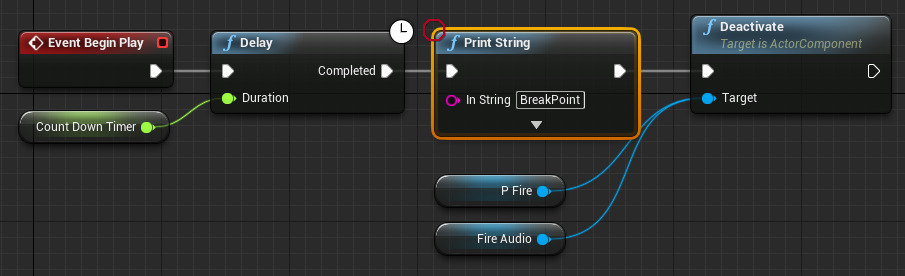 Event Begin Play
f Delay
Completed
Duration
Count Down Timer
f Print String
In String BreakPoint
f Deactivate
Target is ActorComponent
Target
P Fire
Fire Audio